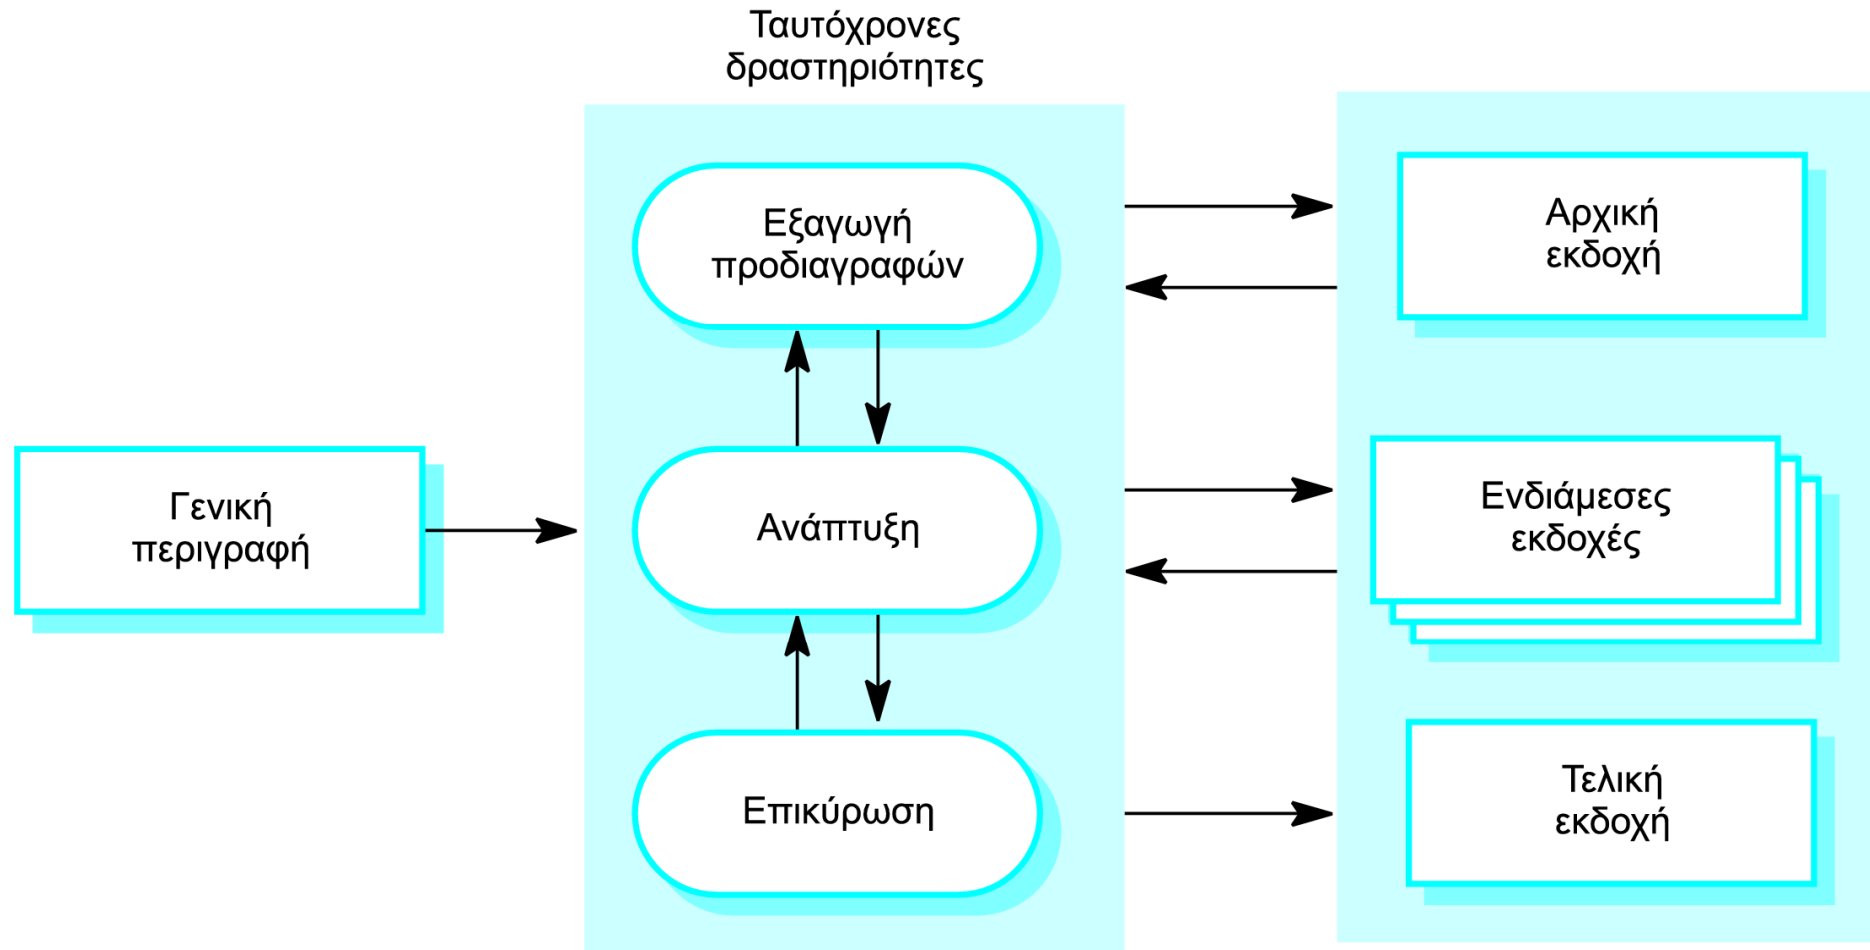 Ταυτόχρονες
δραστηριότητες
Εξαγωγή
προδιαγραφών
Αρχική
εκδοχή
Γενική
περιγραφή
Ανάπτυξη
Ενδιάμεσες
εκδοχές
Επικύρωση
Τελική
εκδοχή